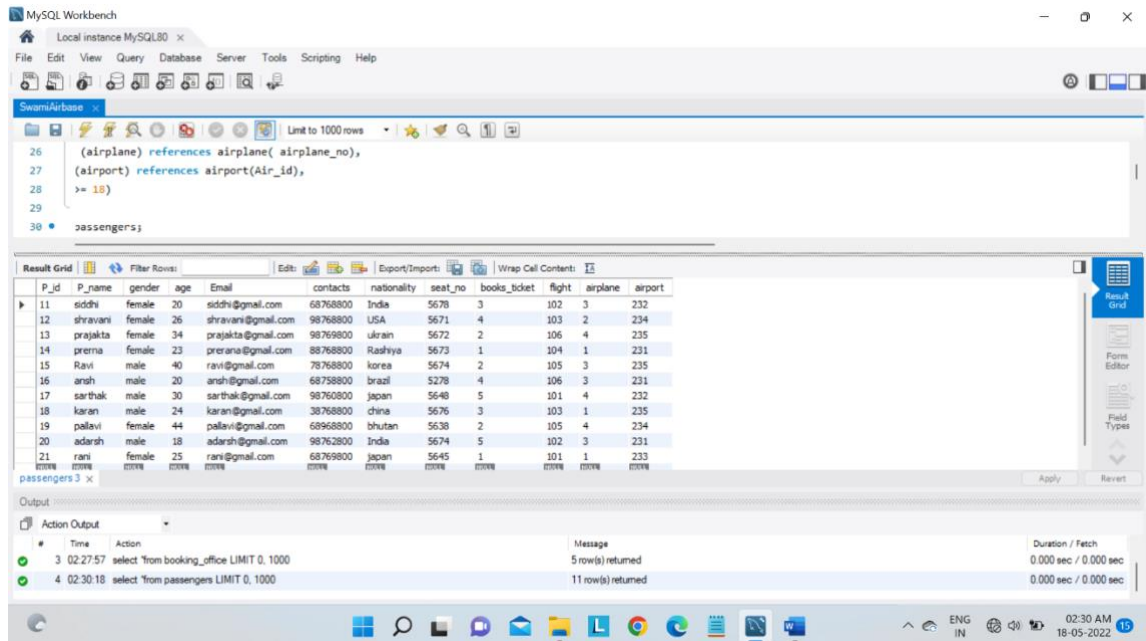 MySQL Workbench
Local instance MySQL80 ×
File Edit View Query Database Server Tools Scripting Help
SwamiAirbase ×
Limit to 1000 rows
26 (airplane) references airplane( airplane_no),
27 (airport) references airport(Air_id),
28 >= 18)
29
30 passengers;
Result Grid Filter Rows: Edit: Export/Import: Wrap Cell Content:
P_id P_name gender age Email contacts nationality seat_no books_ticket flight airplane airport
11 siddhi female 20 siddhi@gmail.com 68768800 India 5678 3 102 3 232
12 shravani female 26 shravani@gmail.com 98768800 USA 5671 4 103 2 234
13 prajakta female 34 prajakta@gmail.com 98769800 ukrain 5672 2 106 4 235
14 prerna female 23 prerana@gmail.com 88768800 Rashiya 5673 1 104 1 231
15 Ravi male 40 ravi@gmail.com 78768800 korea 5674 2 105 3 235
16 ansh male 20 ansh@gmail.com 68758800 brazil 5278 4 106 3 231
17 sarthak male 30 sarthak@gmail.com 98760800 japan 5648 5 101 4 232
18 karan male 24 karan@gmail.com 38768800 china 5676 3 103 1 235
19 pallavi female 44 pallavi@gmail.com 68968800 bhutan 5638 2 105 4 234
20 adarsh male 18 adarsh@gmail.com 98762800 India 5674 5 102 3 231
21 rani female 25 rani@gmail.com 68769800 japan 5645 1 101 1 233
NULL NULL NULL NULL NULL NULL NULL NULL NULL NULL NULL NULL
Result Grid
Form Editor
Field Types
passengers 3 × Apply Revert
Output
Action Output
# Time Action Message Duration / Fetch
3 02:27:57 select *from booking_office LIMIT 0, 1000 5 row(s) returned 0.000 sec / 0.000 sec
4 02:30:18 select *from passengers LIMIT 0, 1000 11 row(s) returned 0.000 sec / 0.000 sec
ENG IN 02:30 AM 18-05-2022 15